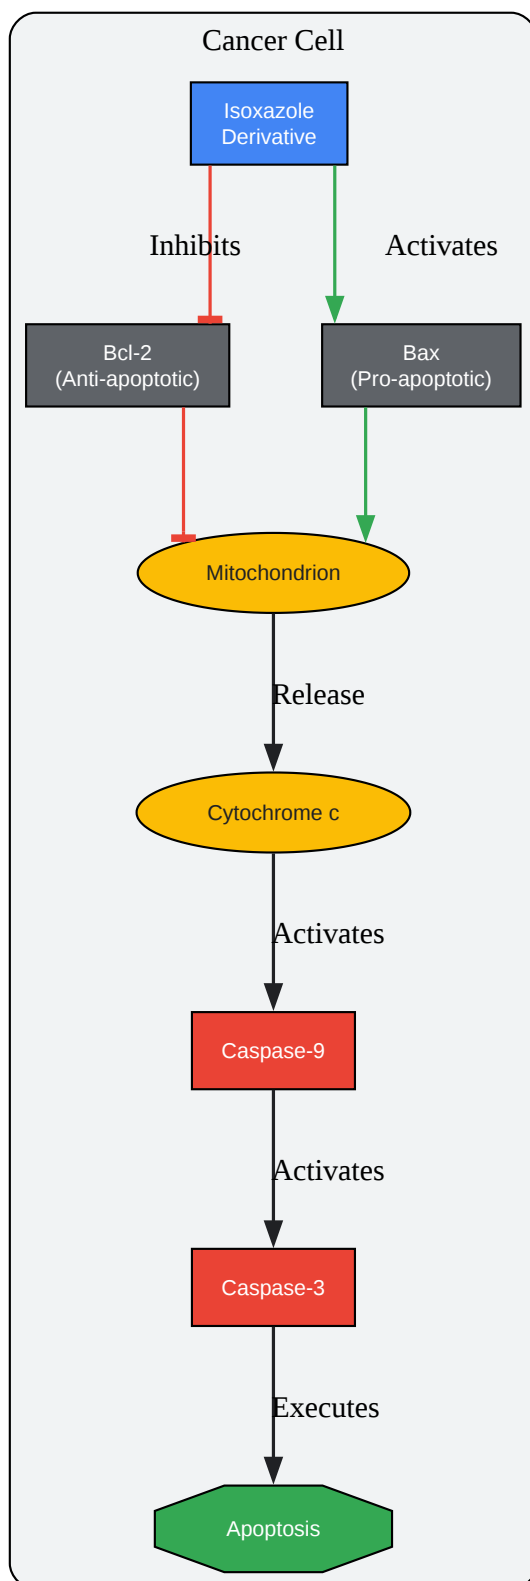 Cancer Cell
Isoxazole
Derivative
Inhibits
Activates
Bcl-2
(Anti-apoptotic)
Bax
(Pro-apoptotic)
Mitochondrion
Release
Cytochrome c
Activates
Caspase-9
Activates
Caspase-3
Executes
Apoptosis